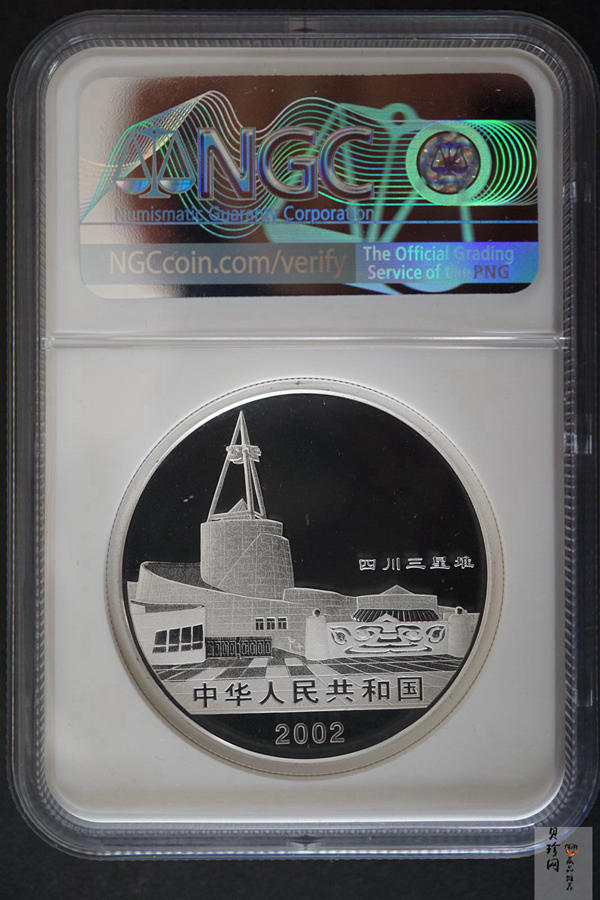 NGC
Numismatic Guaranty Corporation
NGCcoin.com/verify
The Official Grading
Service of the PNG
四川三星堆
中华人民共和国
2002
贝珍网